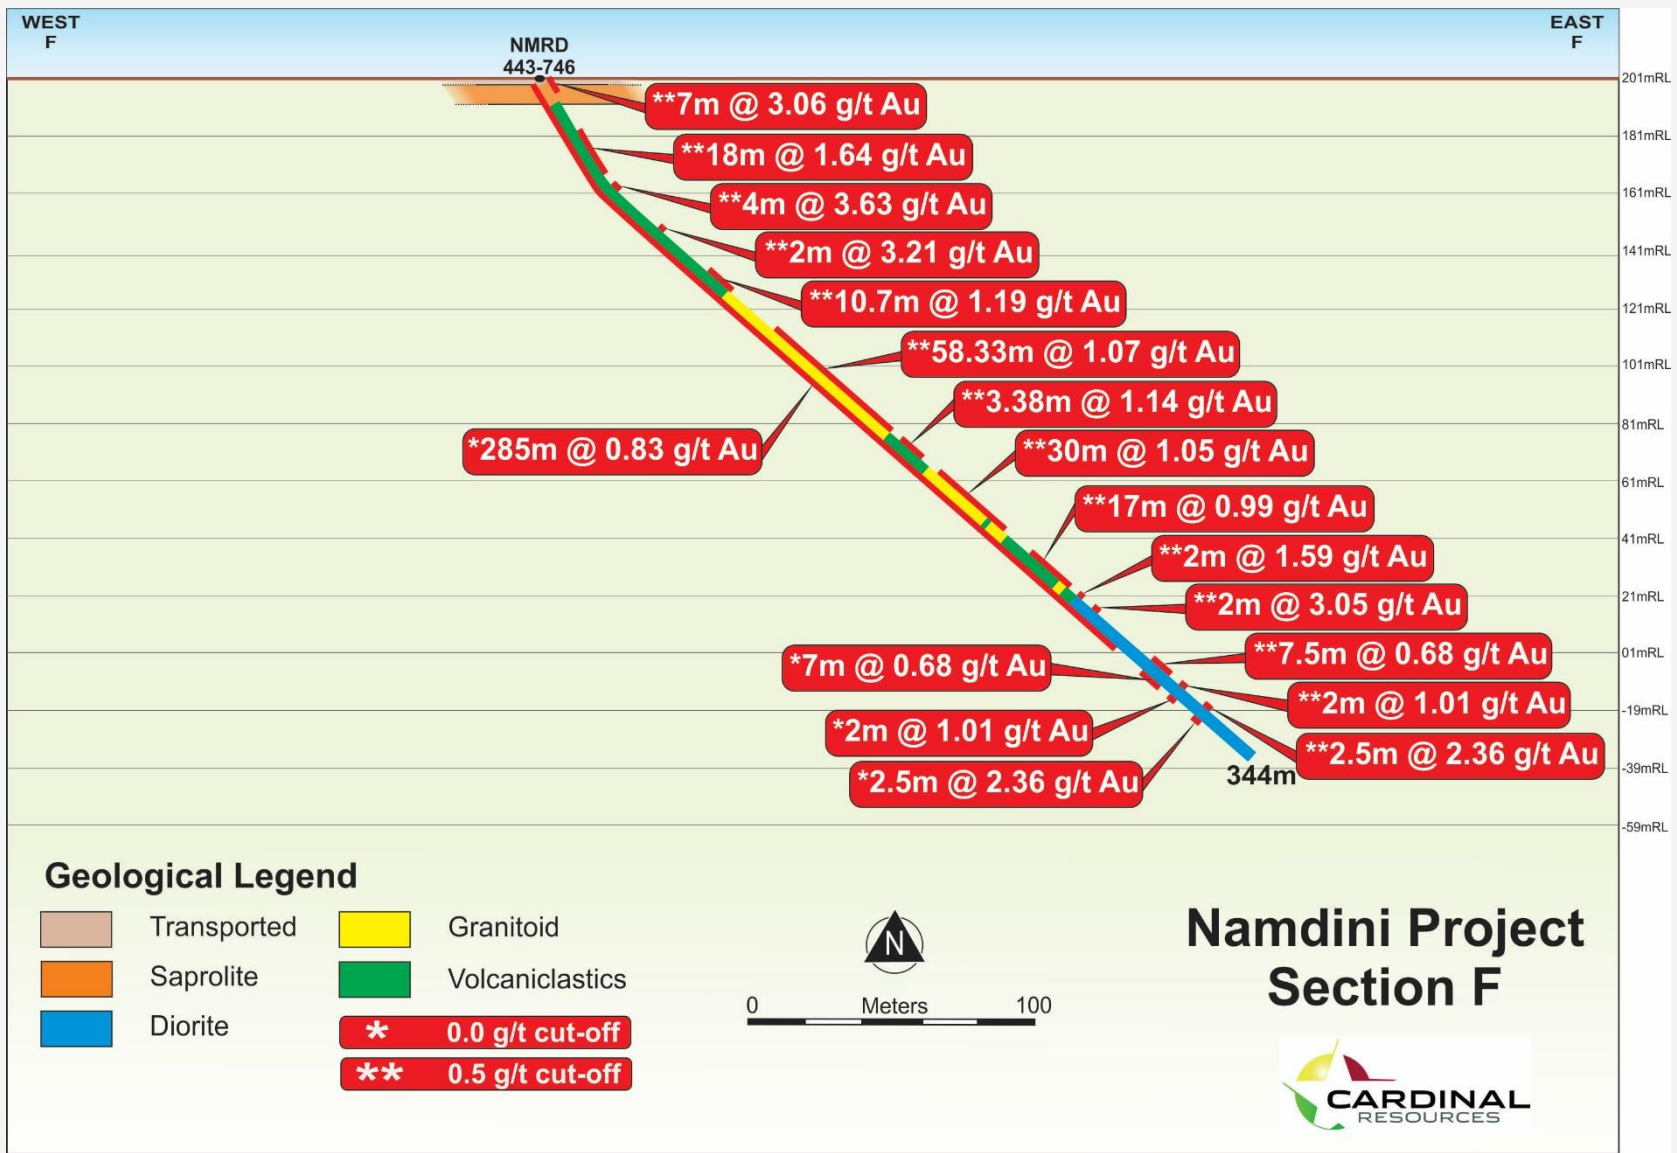 WEST
F
EAST
F
NMRD
443-746
201mRL
**7m @ 3.06 g/t Au
181mRL
**18m @ 1.64 g/t Au
161mRL
**4m @ 3.63 g/t Au
141mRL
**2m @ 3.21 g/t Au
**10.7m @ 1.19 g/t Au
121mRL
**58.33m @ 1.07 g/t Au
101mRL
**3.38m @ 1.14 g/t Au
81mRL
*285m @ 0.83 g/t Au
**30m @ 1.05 g/t Au
61mRL
**17m @ 0.99 g/t Au
41mRL
**2m @ 1.59 g/t Au
21mRL
**2m @ 3.05 g/t Au
01mRL
*7m @ 0.68 g/t Au
**7.5m @ 0.68 g/t Au
**2m @ 1.01 g/t Au
-19mRL
*2m @ 1.01 g/t Au
**2.5m @ 2.36 g/t Au
-39mRL
*2.5m @ 2.36 g/t Au
344m
-59mRL
Geological Legend
Transported
Granitoid
Saprolite
Volcaniclastics
Diorite
* 0.0 g/t cut-off
** 0.5 g/t cut-off
N
0 Meters 100
Namdini Project
Section F
CARDINAL
RESOURCES